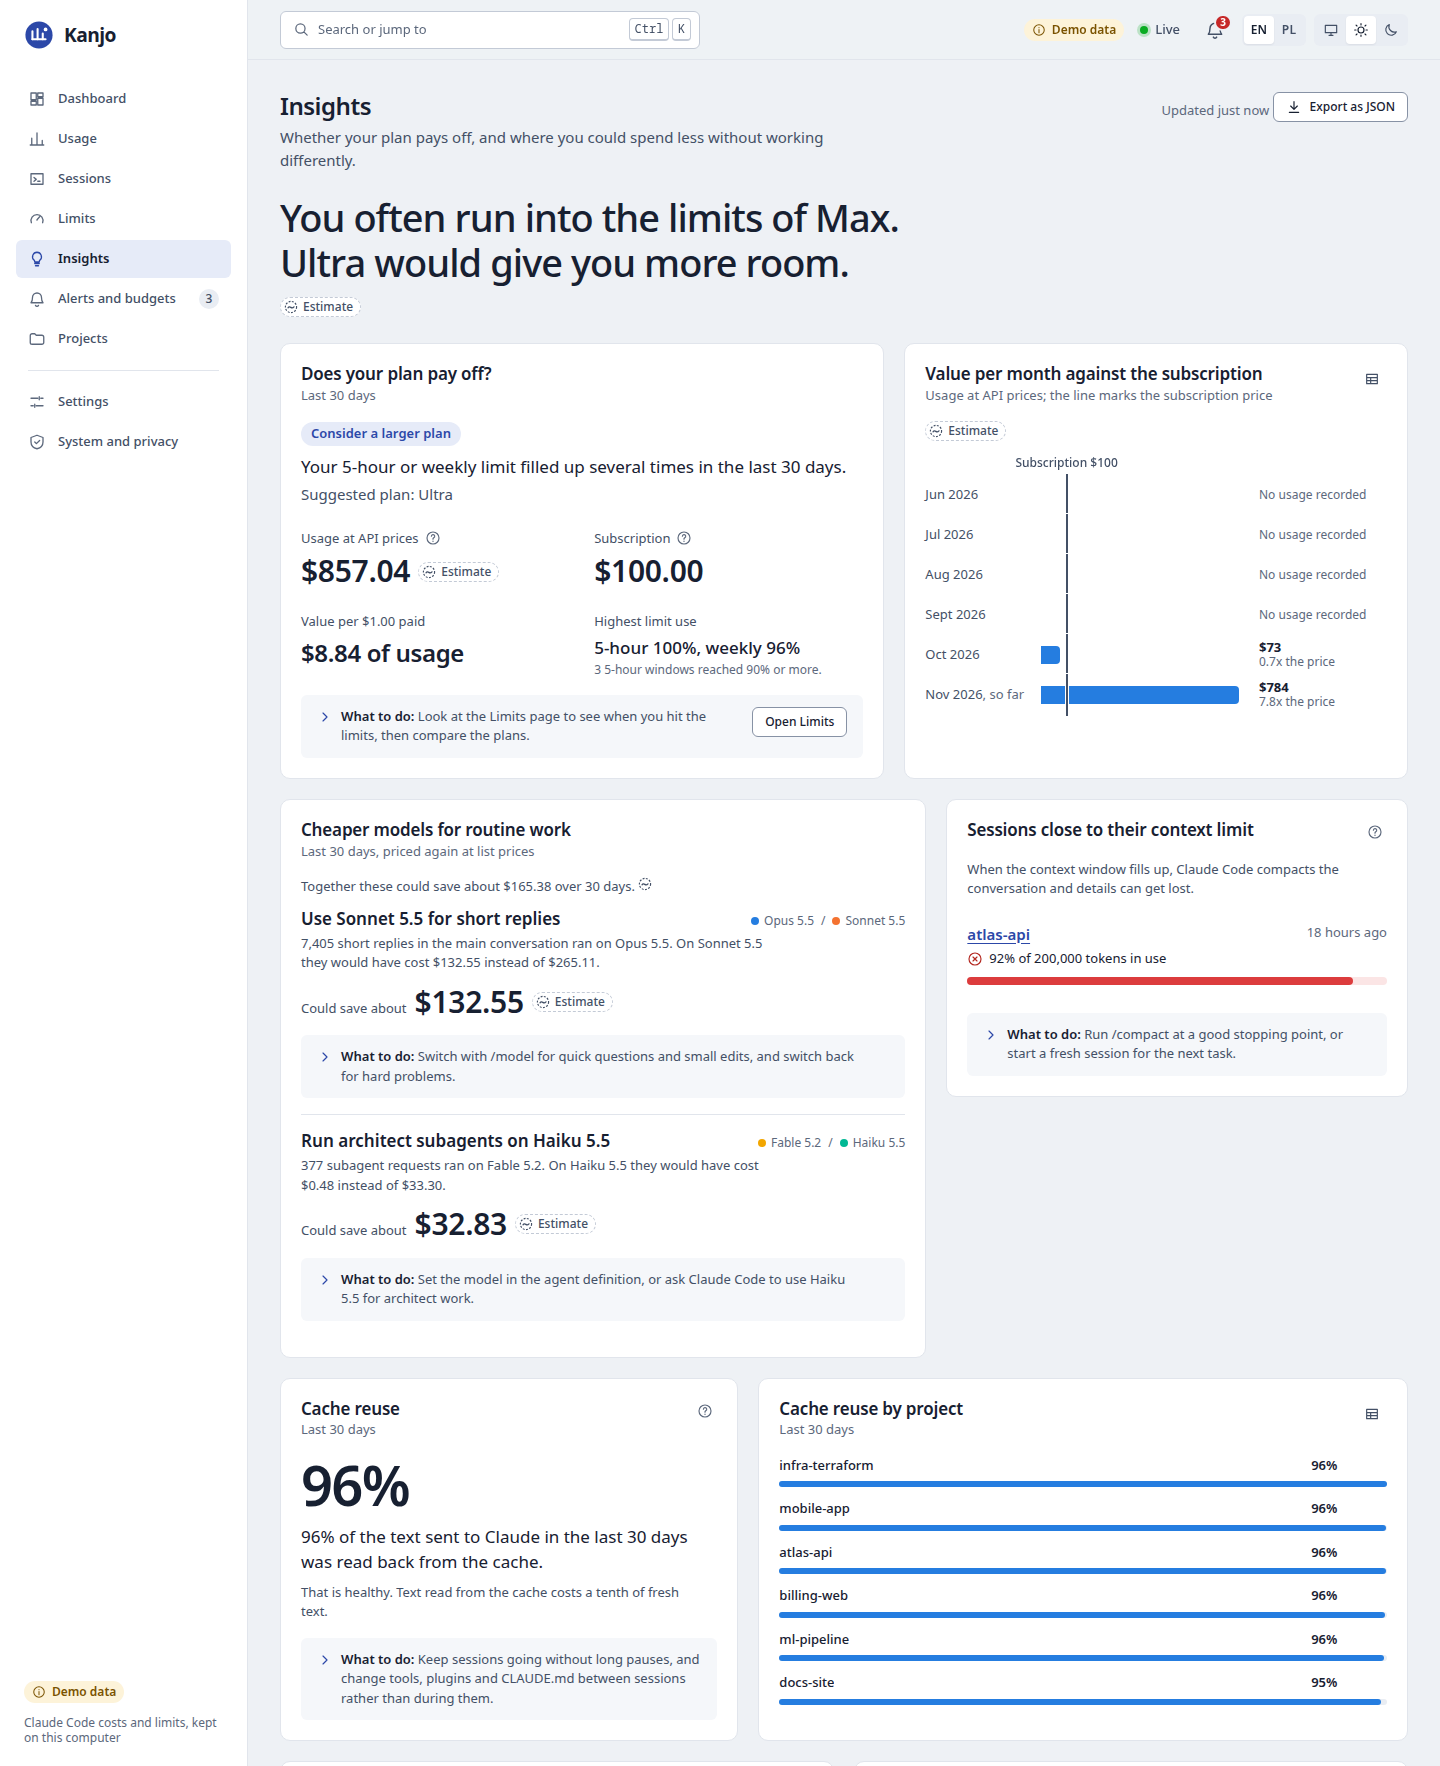 Kanjo
Dashboard
Usage
Sessions
Limits
Insights
Alerts and budgets 3
Projects
Settings
System and privacy
Demo data
Claude Code costs and limits, kept
on this computer
Search or jump to Ctrl K
Demo data Live 3 EN PL
Insights
Whether your plan pays off, and where you could spend less without working
differently.
Updated just now Export as JSON
You often run into the limits of Max.
Ultra would give you more room.
Estimate
Does your plan pay off?
Last 30 days
Consider a larger plan
Your 5-hour or weekly limit filled up several times in the last 30 days.
Suggested plan: Ultra
Usage at API prices
$857.04 Estimate
Subscription
$100.00
Value per $1.00 paid
$8.84 of usage
Highest limit use
5-hour 100%, weekly 96%
3 5-hour windows reached 90% or more.
What to do: Look at the Limits page to see when you hit the
limits, then compare the plans.
Open Limits
Value per month against the subscription
Usage at API prices; the line marks the subscription price
Estimate
Subscription $100
Jun 2026 No usage recorded
Jul 2026 No usage recorded
Aug 2026 No usage recorded
Sept 2026 No usage recorded
Oct 2026 $73
0.7x the price
Nov 2026, so far $784
7.8x the price
Cheaper models for routine work
Last 30 days, priced again at list prices
Together these could save about $165.38 over 30 days.
Use Sonnet 5.5 for short replies
Opus 5.5 / Sonnet 5.5
7,405 short replies in the main conversation ran on Opus 5.5. On Sonnet 5.5
they would have cost $132.55 instead of $265.11.
Could save about $132.55 Estimate
What to do: Switch with /model for quick questions and small edits, and switch back
for hard problems.
Run architect subagents on Haiku 5.5
Fable 5.2 / Haiku 5.5
377 subagent requests ran on Fable 5.2. On Haiku 5.5 they would have cost
$0.48 instead of $33.30.
Could save about $32.83 Estimate
What to do: Set the model in the agent definition, or ask Claude Code to use Haiku
5.5 for architect work.
Sessions close to their context limit
When the context window fills up, Claude Code compacts the
conversation and details can get lost.
atlas-api 18 hours ago
92% of 200,000 tokens in use
What to do: Run /compact at a good stopping point, or
start a fresh session for the next task.
Cache reuse
Last 30 days
96%
96% of the text sent to Claude in the last 30 days
was read back from the cache.
That is healthy. Text read from the cache costs a tenth of fresh
text.
What to do: Keep sessions going without long pauses, and
change tools, plugins and CLAUDE.md between sessions
rather than during them.
Cache reuse by project
Last 30 days
infra-terraform 96%
mobile-app 96%
atlas-api 96%
billing-web 96%
ml-pipeline 96%
docs-site 95%